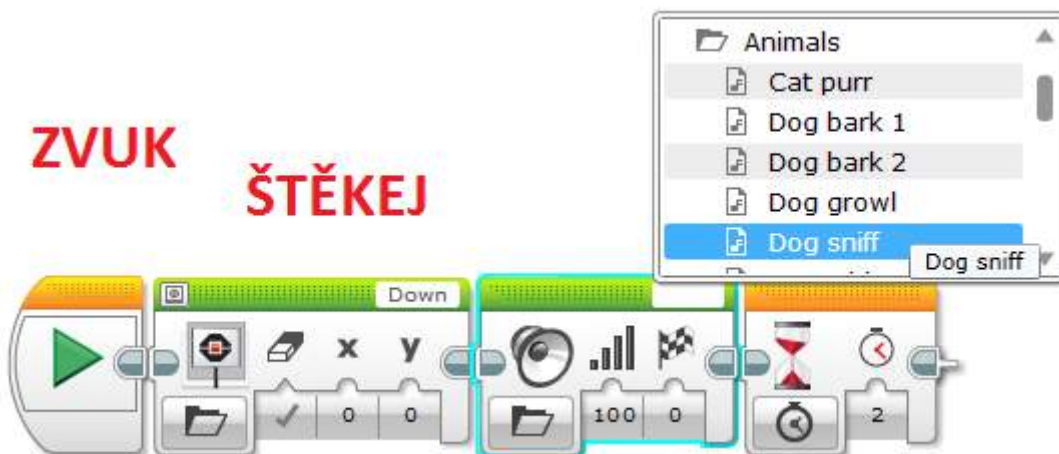 Animals
Cat purr
Dog bark 1
Dog bark 2
Dog growl
Dog sniff
Dog sniff
ZVUK
ŠTĚKEJ
Down
x y
0 0
100 0
2